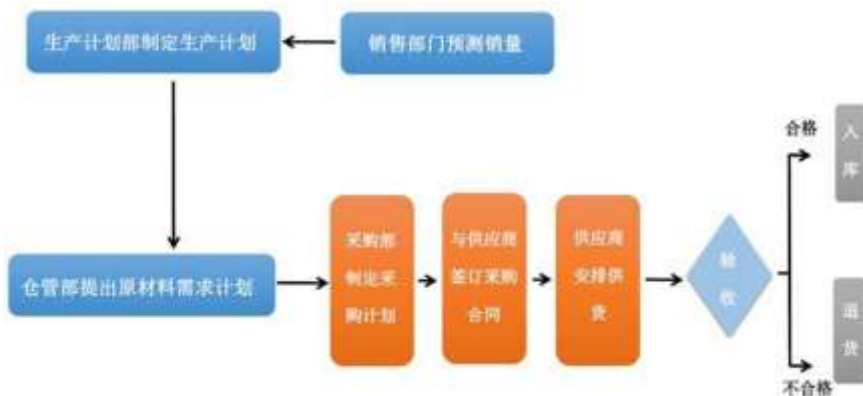 销售部门预测销量
生产计划部制定生产计划
仓管部提出原材料需求计划
采购部
制定采
购计划
与供应商
签订采购
合同
供应商
安排供
货
验
收
合格
入
库
不合格
退
货